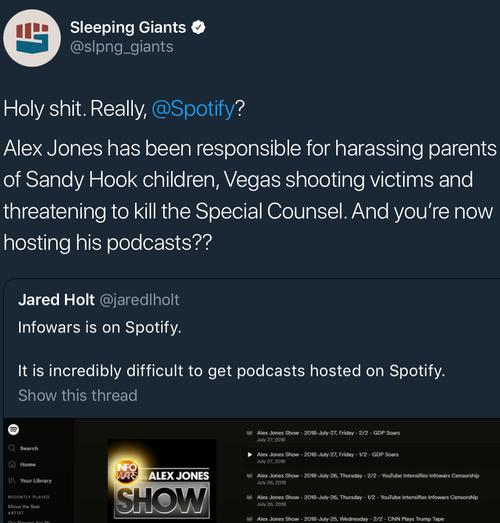 Sleeping Giants
@slpng_giants
Holy shit. Really, @Spotify?
Alex Jones has been responsible for harassing parents
of Sandy Hook children, Vegas shooting victims and
threatening to kill the Special Counsel. And you’re now
hosting his podcasts??
Jared Holt @jaredlholt
Infowars is on Spotify.
It is incredibly difficult to get podcasts hosted on Spotify.
Show this thread
Search
Home
Your Library
RECENTLY PLAYED
Minus the Bear
ARTIST
INFO
WARS
ALEX JONES
SHOW
Alex Jones Show - 2018-July-27, Friday - 2/2 - GDP Soars
July 27, 2018
Alex Jones Show - 2018-July-27, Friday - 1/2 - GDP Soars
July 27, 2018
Alex Jones Show - 2018-July-26, Thursday - 2/2 - YouTube Intensifies Infowars Censorship
July 26, 2018
Alex Jones Show - 2018-July-26, Thursday - 1/2 - YouTube Intensifies Infowars Censorship
July 26, 2018
Alex Jones Show - 2018-July-25, Wednesday - 2/2 - CNN Plays Trump Tape